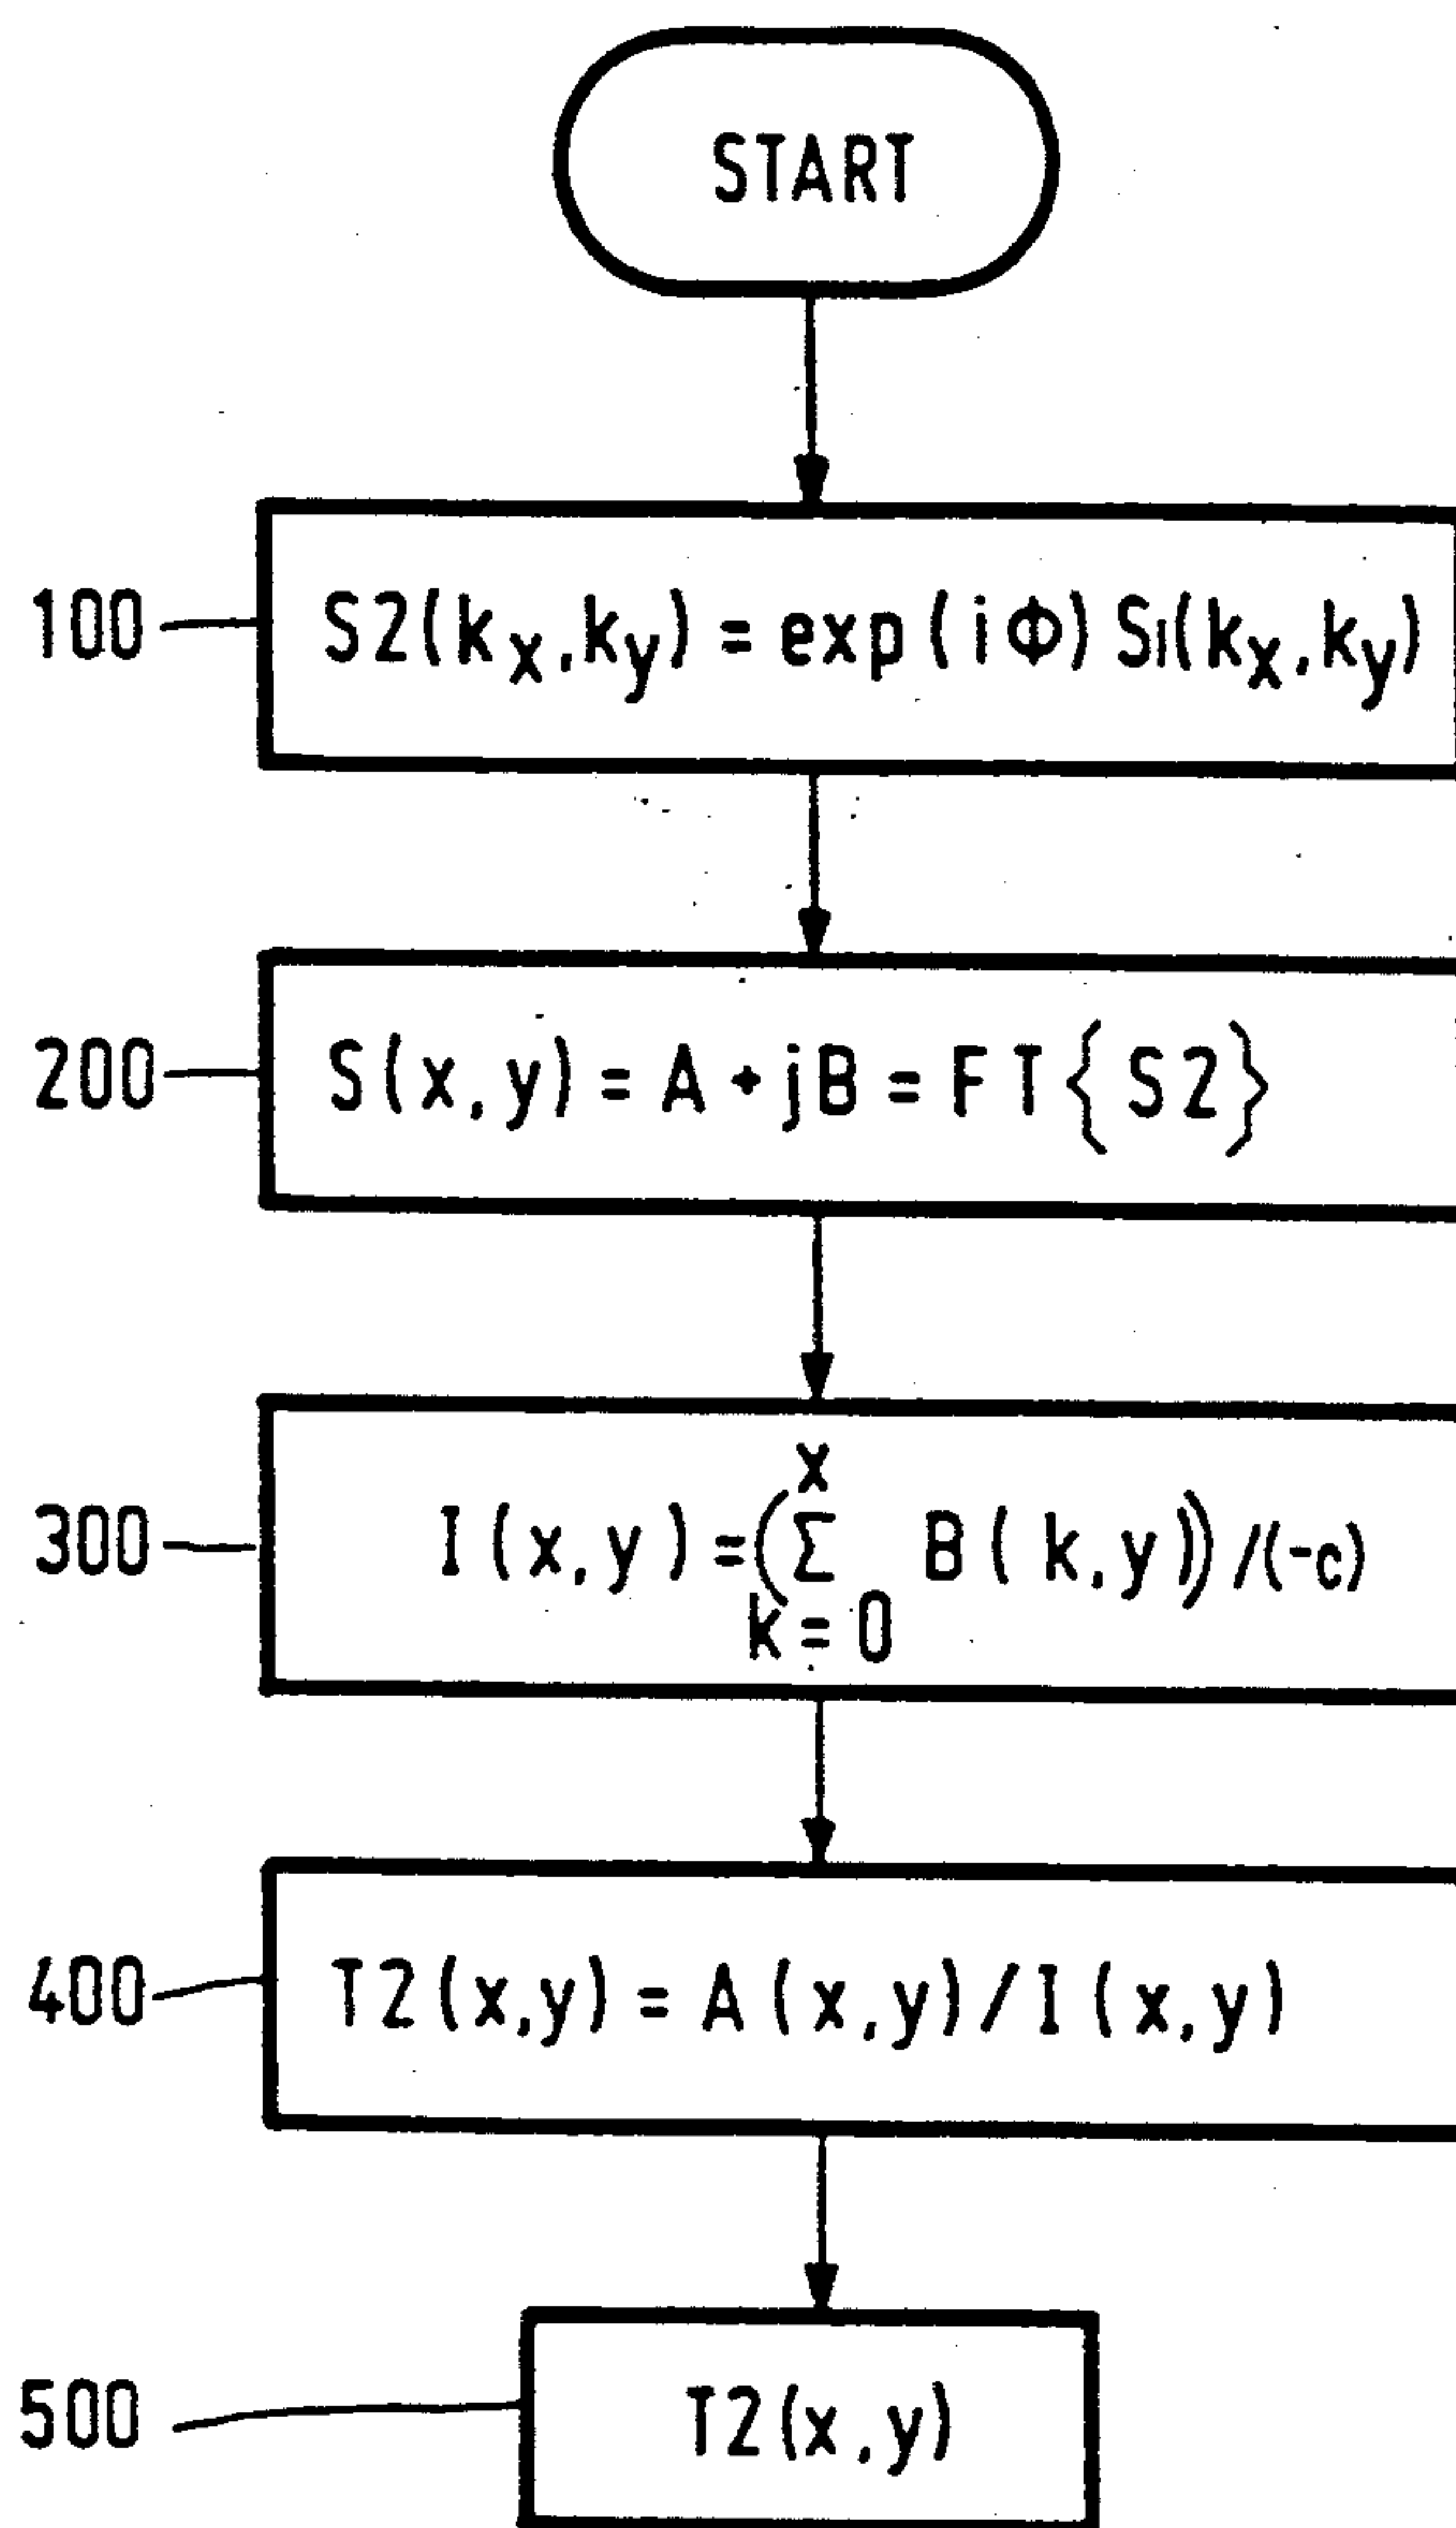 START
100 S2(kx,ky) = exp(iΦ) S1(kx,ky)
200 S(x,y) = A + jB = FT{S2}
x
300 I(x,y) = (Σ B(k,y))/(-c)
k=0
400 T2(x,y) = A(x,y)/I(x,y)
500 T2(x,y)